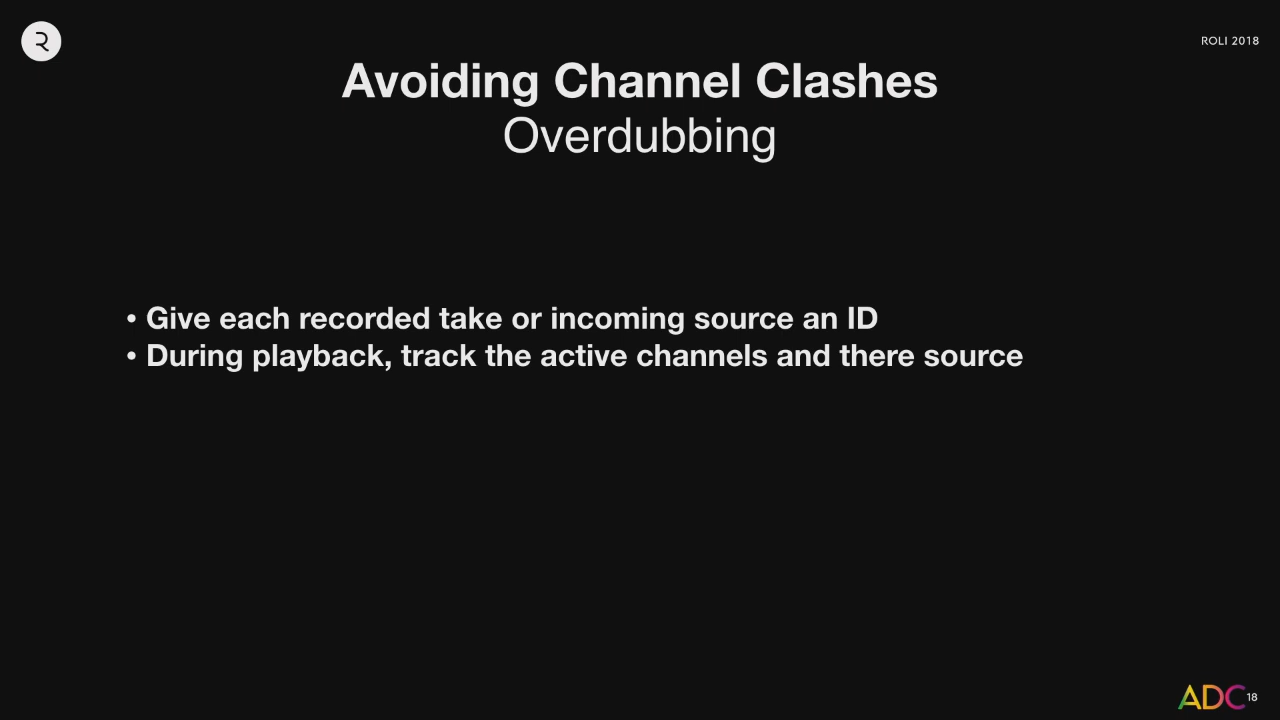 ROLI 2018
Avoiding Channel Clashes
Overdubbing
• Give each recorded take or incoming source an ID
• During playback, track the active channels and there source
ADC18